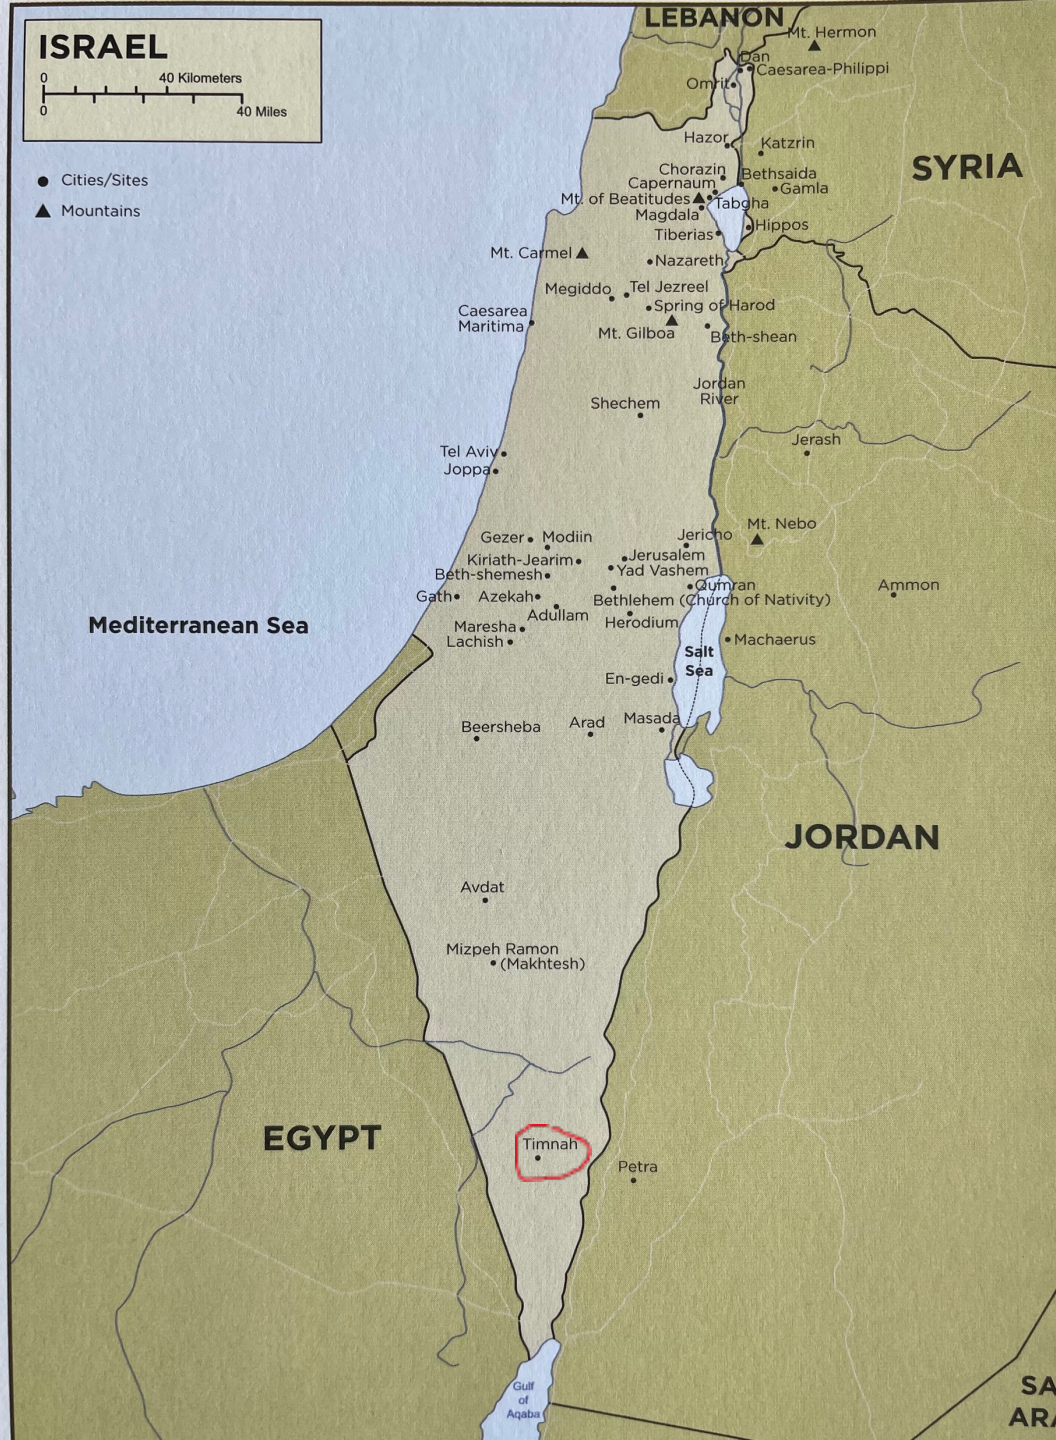 LEBANON
Mt. Hermon
ISRAEL
0 40 Kilometers
0 40 Miles
Dan
Caesarea-Philippi
Omrit
Cities/Sites
Mountains
Hazor
Katzrin
SYRIA
Chorazin
Bethsaida
Capernaum
Gamla
Mt. of Beatitudes
Tabgha
Magdala
Hippos
Tiberias
Mt. Carmel
Nazareth
Megiddo
Tel Jezreel
Spring of Harod
Caesarea
Maritima
Mt. Gilboa
Beth-shean
Jordan
River
Shechem
Tel Aviv
Joppa
Jerash
Mt. Nebo
Gezer
Modiin
Jericho
Kiriath-Jearim
Jerusalem
Beth-shemesh
Yad Vashem
Qumran
Ammon
Gath
Azekah
Bethlehem (Church of Nativity)
Adullam
Herodium
Mediterranean Sea
Maresha
Lachish
Machaerus
Salt
Sea
En-gedi
Beersheba
Arad
Masada
JORDAN
Avdat
Mizpeh Ramon
(Makhtesh)
EGYPT
Timnah
Petra
Gulf
of
Aqaba
SA
ARA